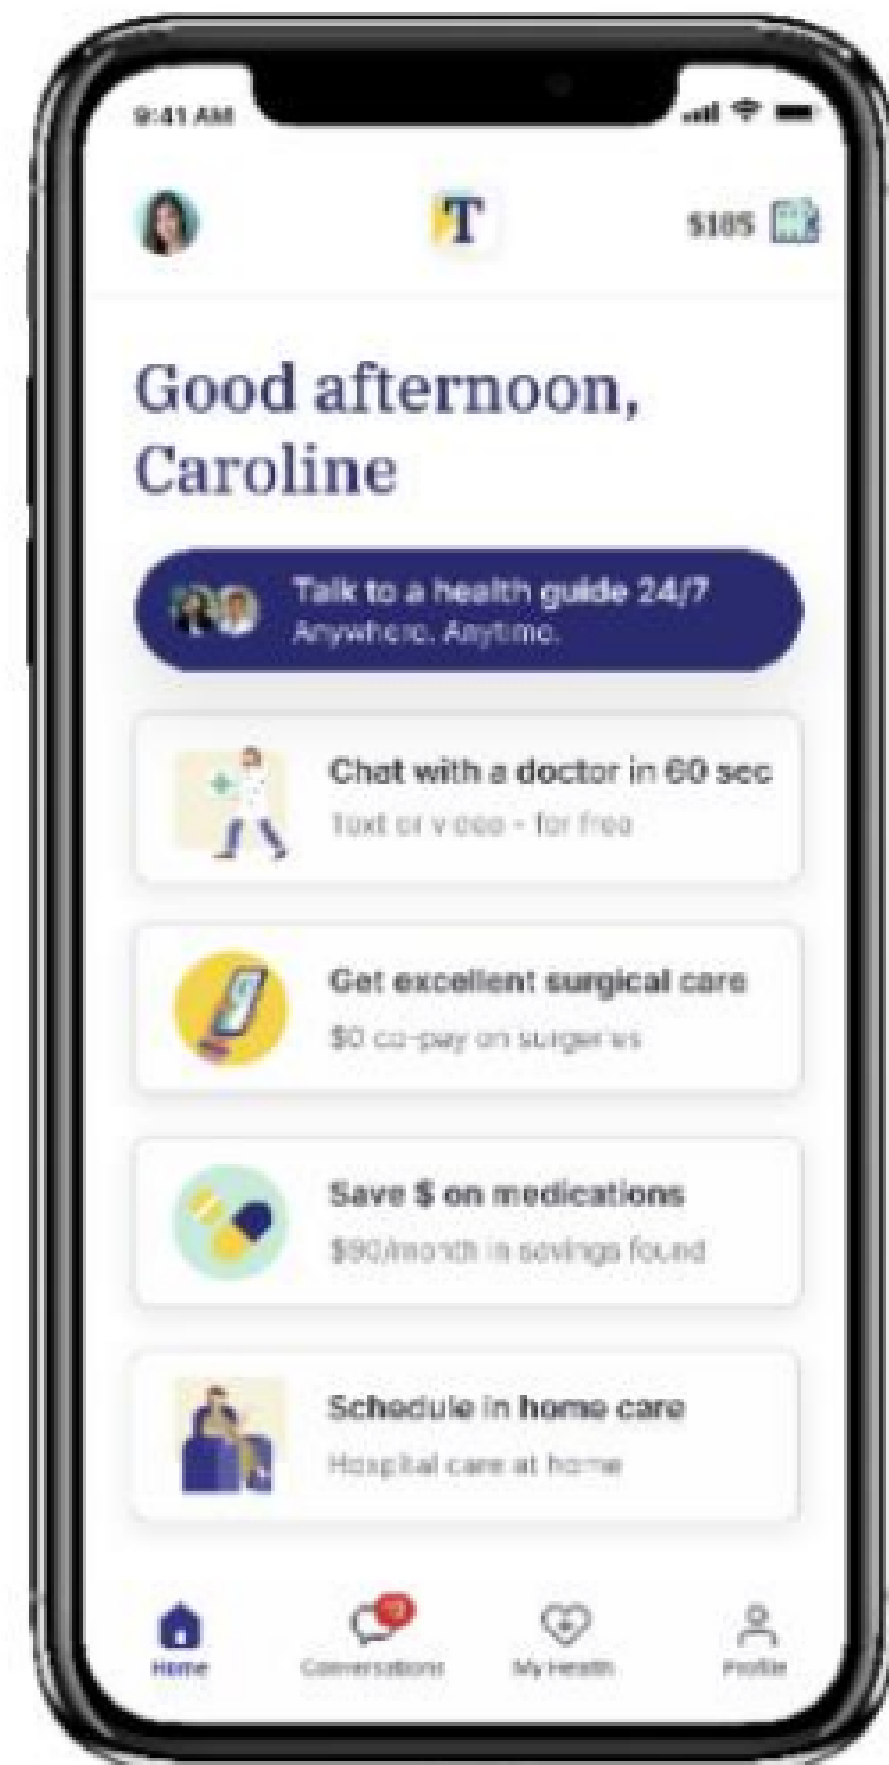 9:41 AM
T
$185
Good afternoon,
Caroline
Talk to a health guide 24/7
Anywhere. Anytime.
Chat with a doctor in 60 sec
Text or video - for free
Get excellent surgical care
$0 co-pay on surgeries
Save $ on medications
$90/month in savings found
Schedule in home care
Hospital care at home
Home
Conversations
My Health
Profile